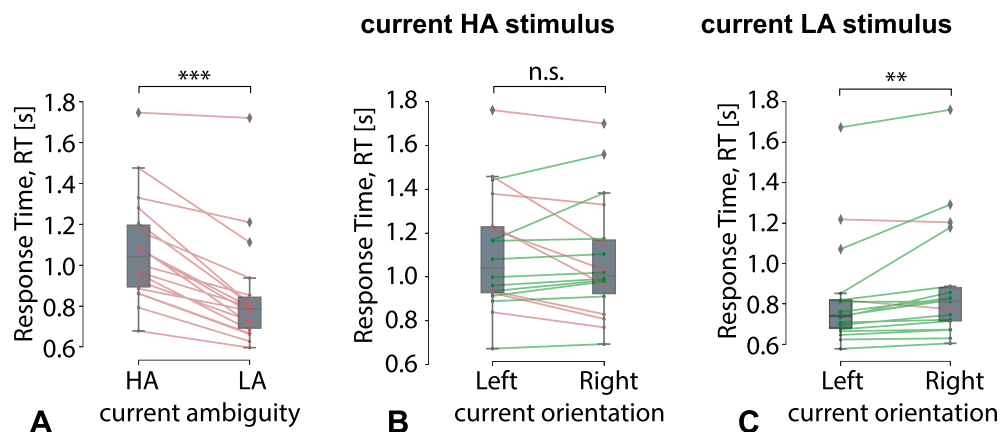 current HA stimulus
current LA stimulus
***
n.s.
**
Response Time, RT [s]
1.8
1.6
1.4
1.2
1.0
0.8
0.6
HA
LA
current ambiguity
A
Response Time, RT [s]
1.8
1.6
1.4
1.2
1.0
0.8
0.6
Left
Right
current orientation
B
Response Time, RT [s]
1.8
1.6
1.4
1.2
1.0
0.8
0.6
Left
Right
current orientation
C